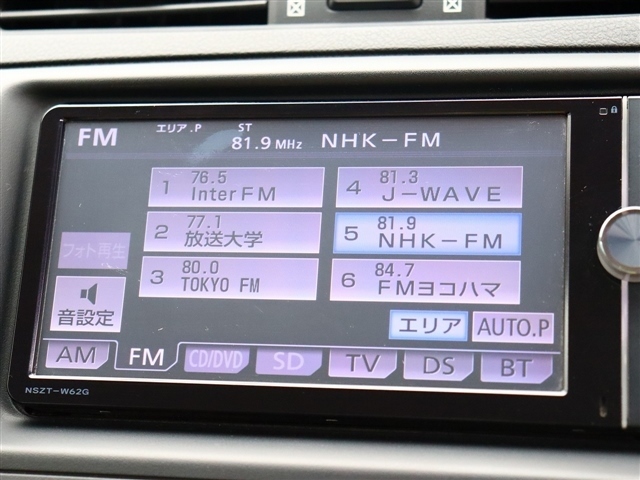 FM エリア.P ST 81.9 MHz NHK－FM
1 76.5 InterFM
2 77.1 放送大学
3 80.0 TOKYO FM
4 81.3 J－WAVE
5 81.9 NHK－FM
6 84.7 FMヨコハマ
フォト再生
音設定
エリア AUTO.P
AM FM CD/DVD SD TV DS BT
NSZT-W62G